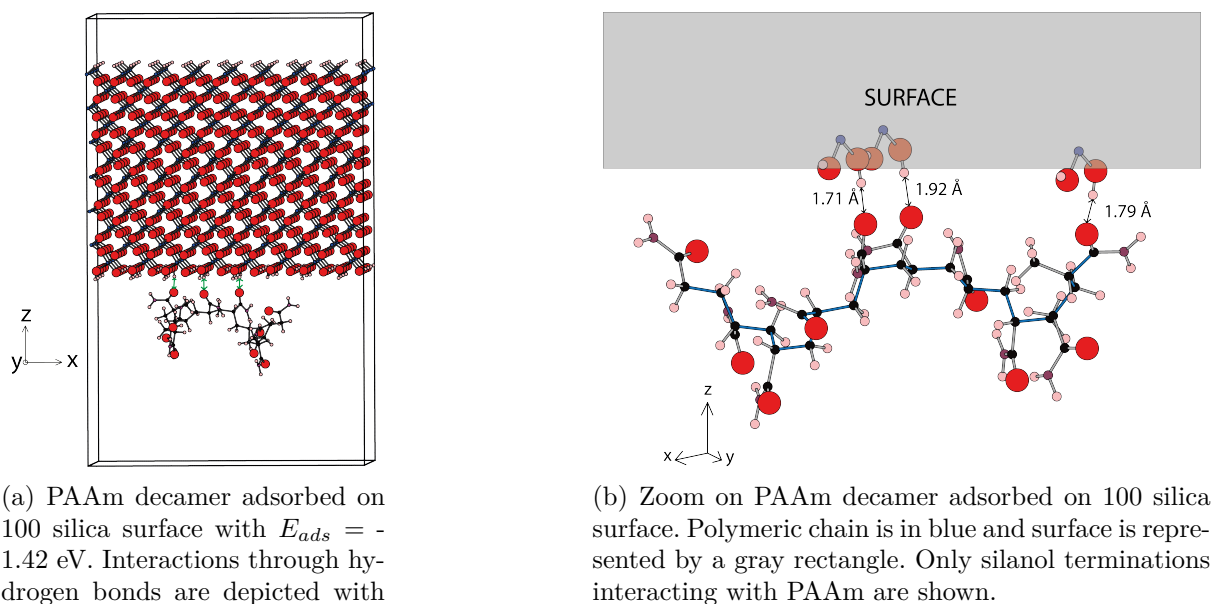 SURFACE
1.71 Å
1.92 Å
1.79 Å
z
y
x
z
x
y
(a) PAAm decamer adsorbed on
100 silica surface with E_ads = -
1.42 eV. Interactions through hy-
drogen bonds are depicted with
(b) Zoom on PAAm decamer adsorbed on 100 silica
surface. Polymeric chain is in blue and surface is repre-
sented by a gray rectangle. Only silanol terminations
interacting with PAAm are shown.